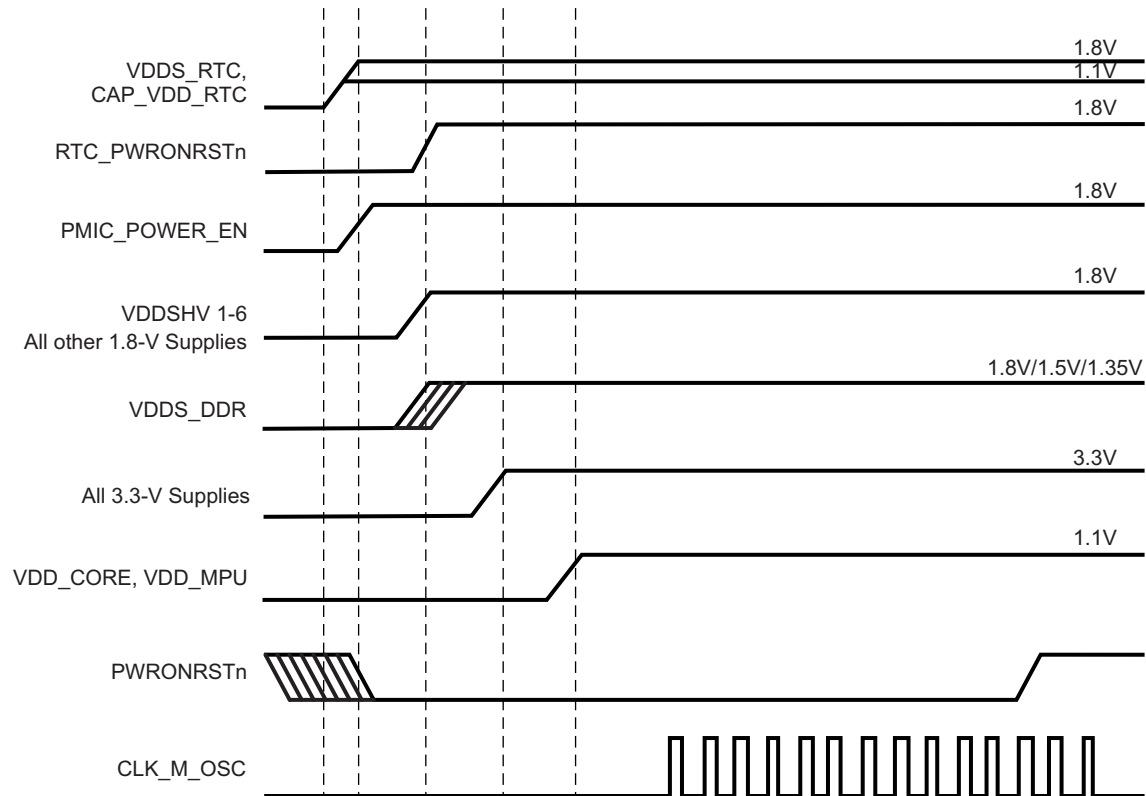 VDDS_RTC,
CAP_VDD_RTC
1.8V
1.1V
RTC_PWRONRSTn
1.8V
PMIC_POWER_EN
1.8V
VDDSHV 1-6
All other 1.8-V Supplies
1.8V
VDDS_DDR
1.8V/1.5V/1.35V
All 3.3-V Supplies
3.3V
VDD_CORE, VDD_MPU
1.1V
PWRONRSTn
CLK_M_OSC